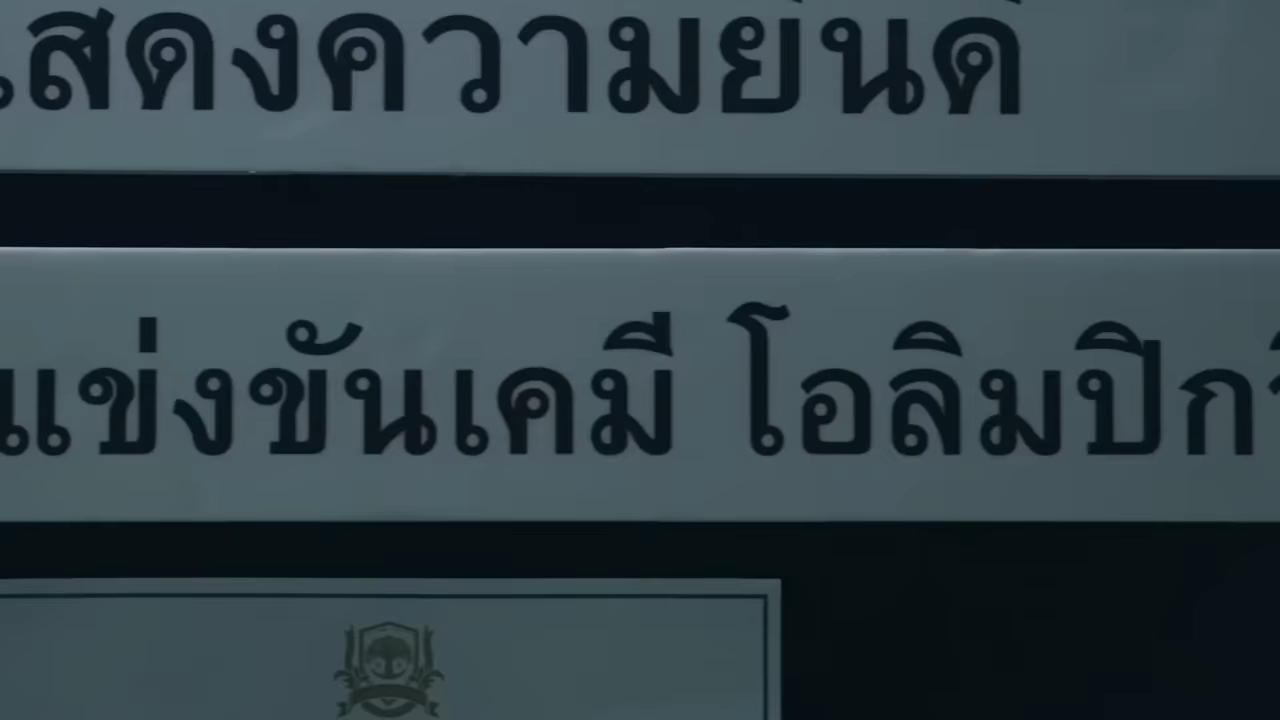 แสดงความยินดี
แข่งขันเคมี โอลิมปิก